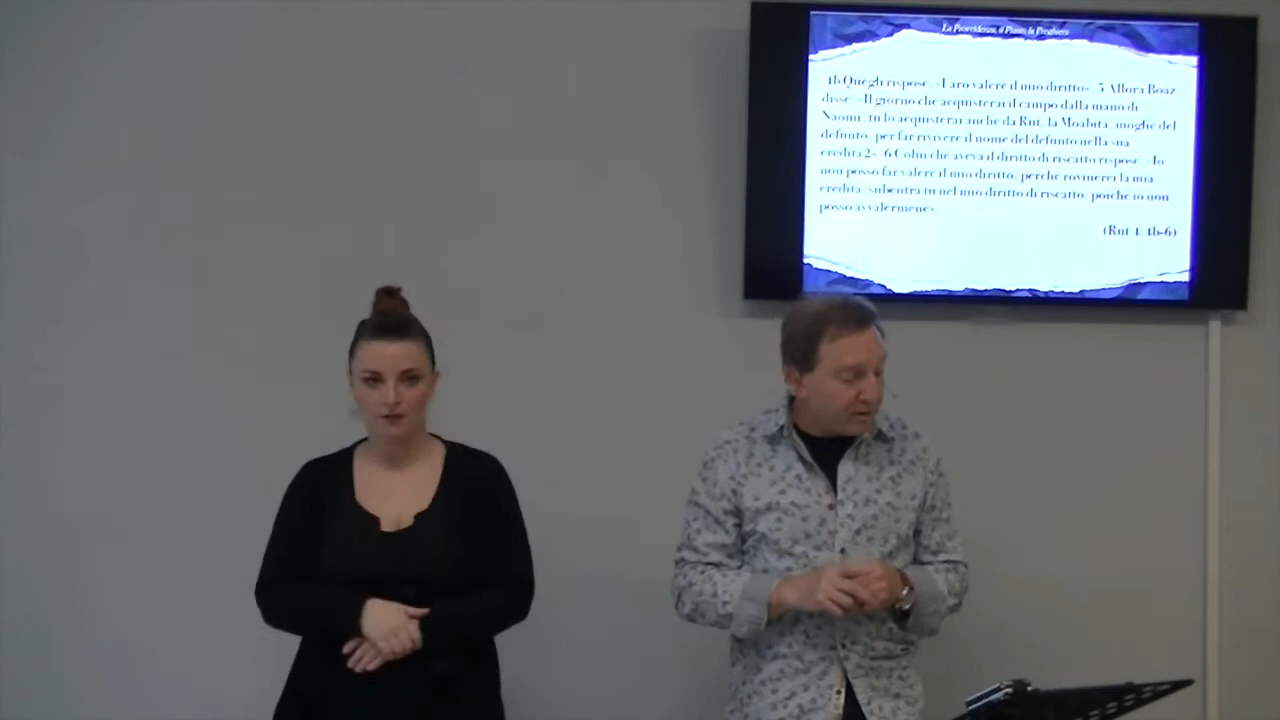 La Provvidenza, il Piano, la Preghiera
4b Quegli rispose: «Farò valere il mio diritto». 5 Allora Boaz
disse: «Il giorno che acquisterai il campo dalla mano di
Naomi, tu lo acquisterai anche da Rut, la Moabita, moglie del
defunto, per far rivivere il nome del defunto nella sua
eredità2». 6 Colui che aveva il diritto di riscatto rispose: «Io
non posso far valere il mio diritto, perché rovinerei la mia
eredità; subentra tu nel mio diritto di riscatto, poiché io non
posso avvalermene»
(Rut 4:4b-6)